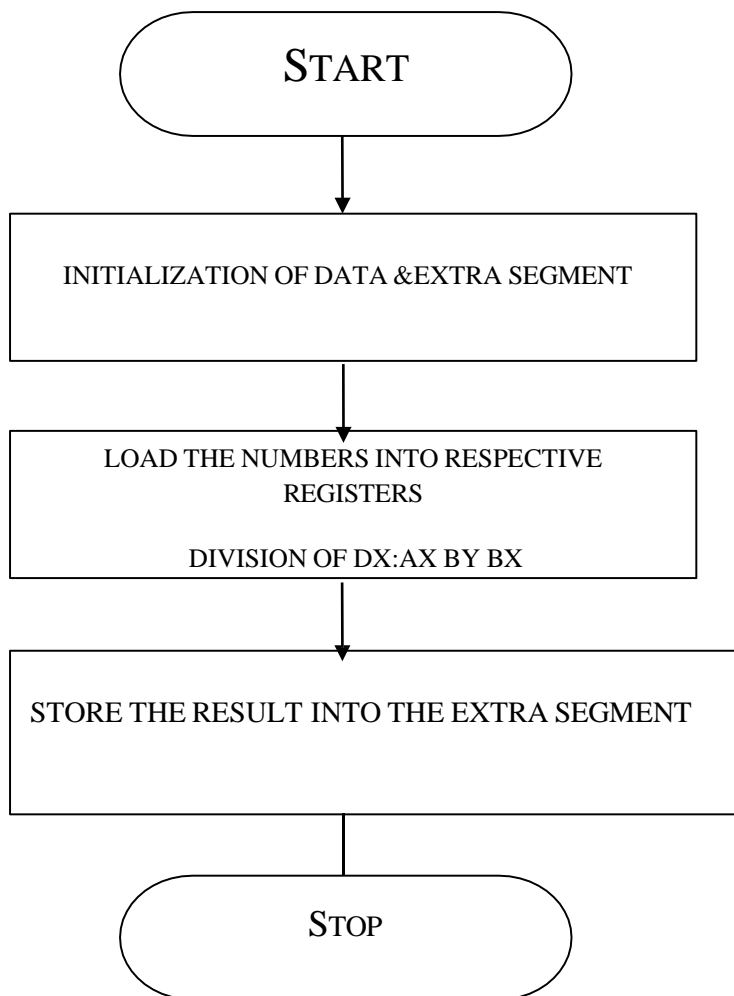 START
INITIALIZATION OF DATA &EXTRA SEGMENT
LOAD THE NUMBERS INTO RESPECTIVE
REGISTERS
DIVISION OF DX:AX BY BX
STORE THE RESULT INTO THE EXTRA SEGMENT
STOP